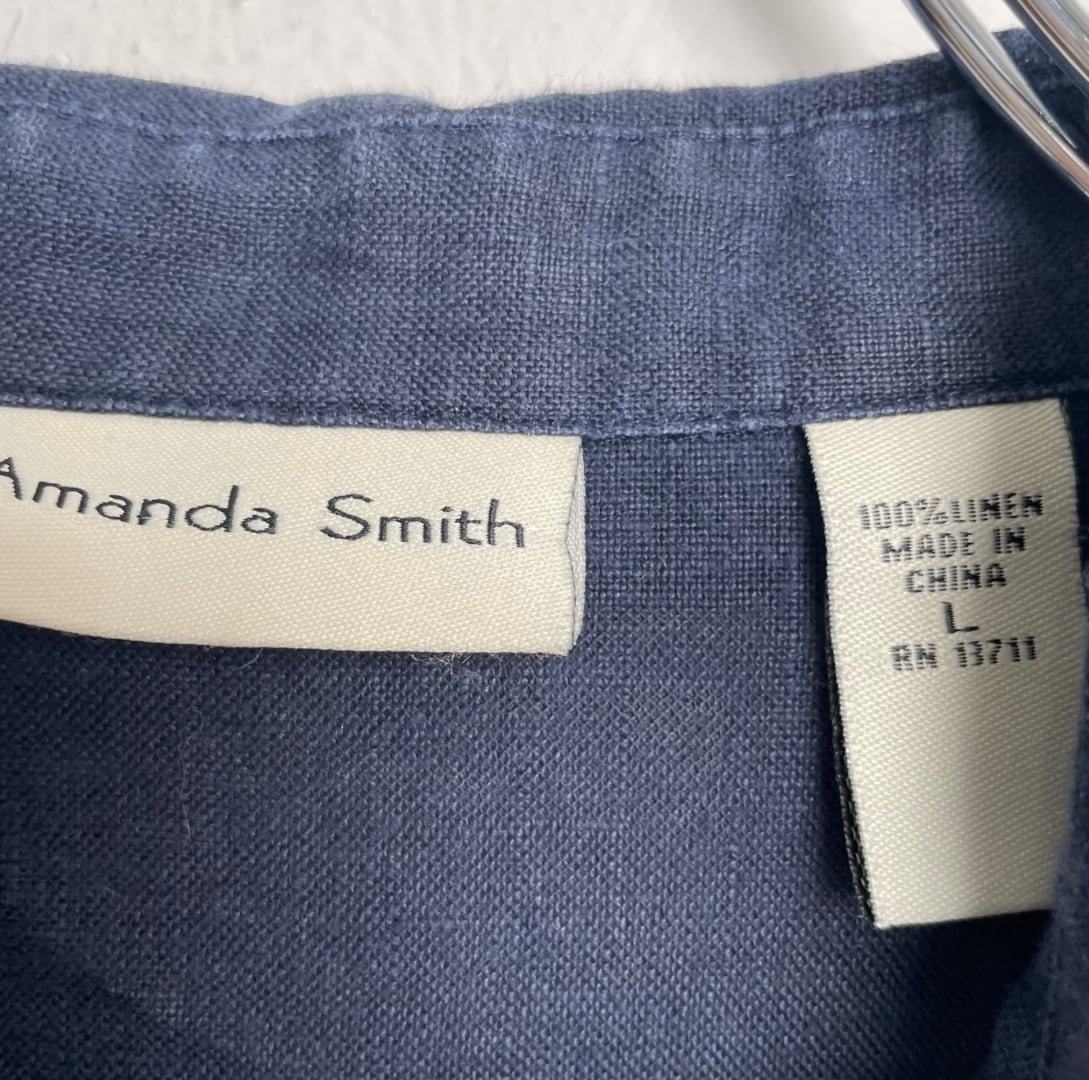 Amanda Smith
100%LINEN
MADE IN
CHINA
L
RN 13711